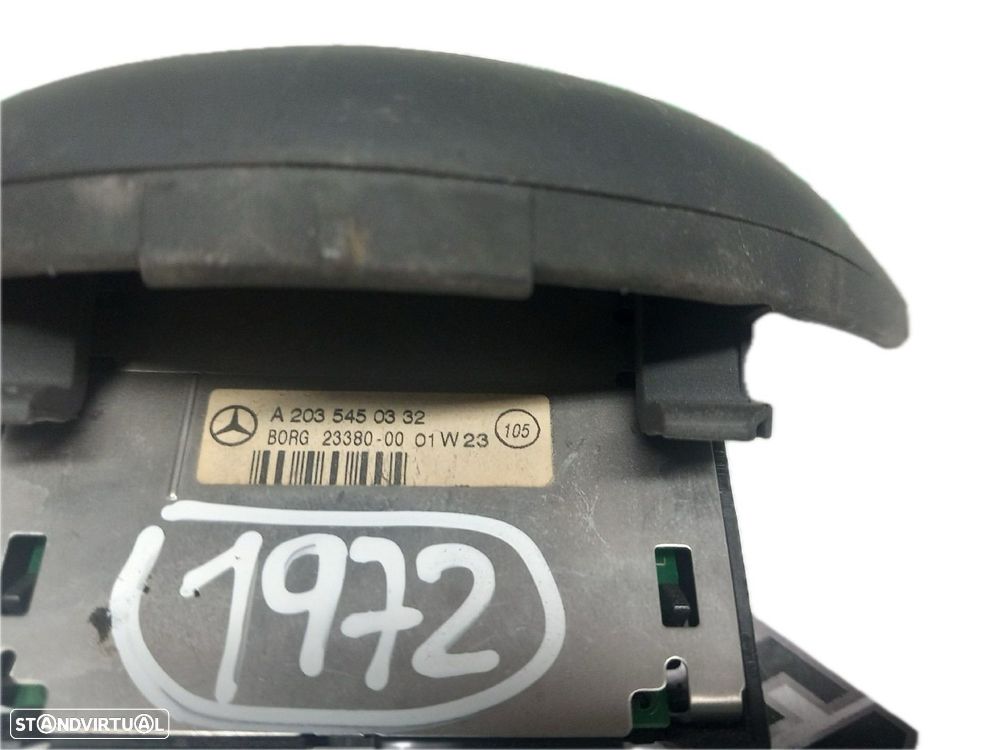 A 203 545 03 32
BORG 23380-00 01W23
105
1972
STANDVIRTUAL